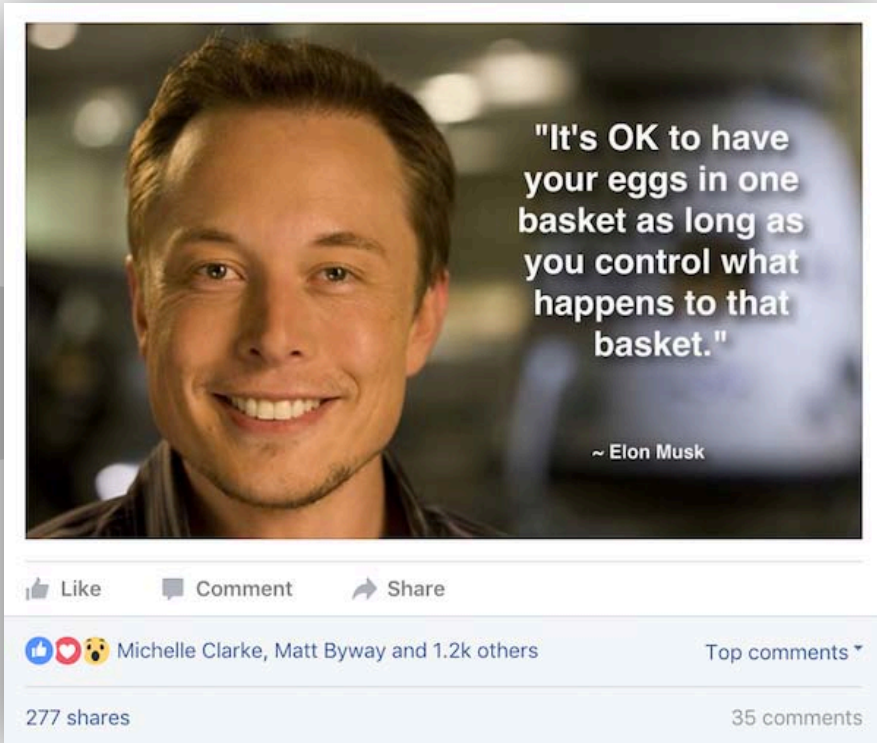 "It's OK to have
your eggs in one
basket as long as
you control what
happens to that
basket."
~ Elon Musk
Like Comment Share
Michelle Clarke, Matt Byway and 1.2k others Top comments
277 shares 35 comments